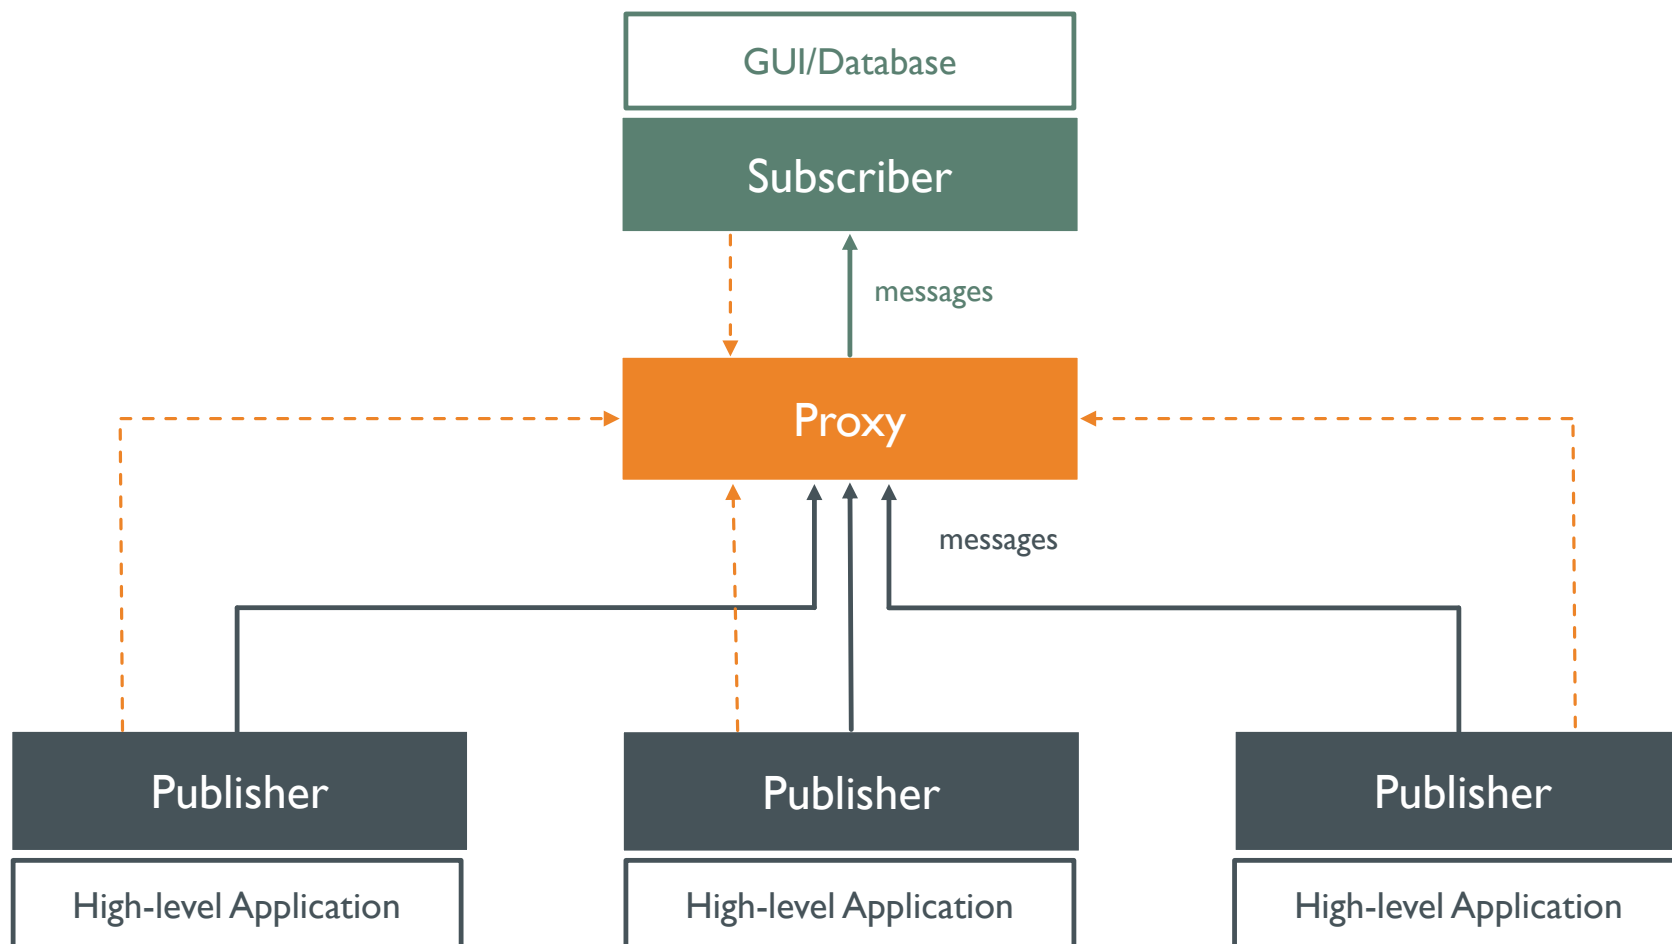 GUI/Database
Subscriber
messages
Proxy
messages
Publisher
Publisher
Publisher
High-level Application
High-level Application
High-level Application